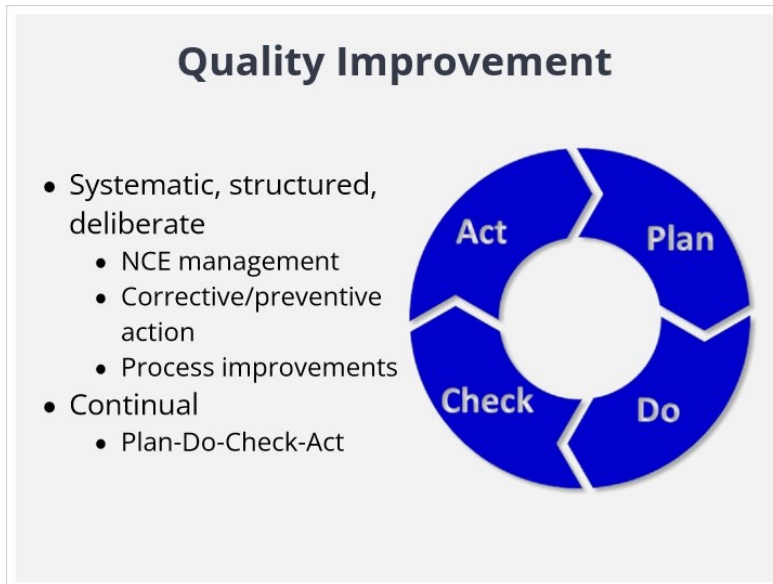 Quality Improvement
• Systematic, structured,
deliberate
• NCE management
• Corrective/preventive
action
• Process improvements
• Continual
• Plan-Do-Check-Act
Act
Plan
Check
Do